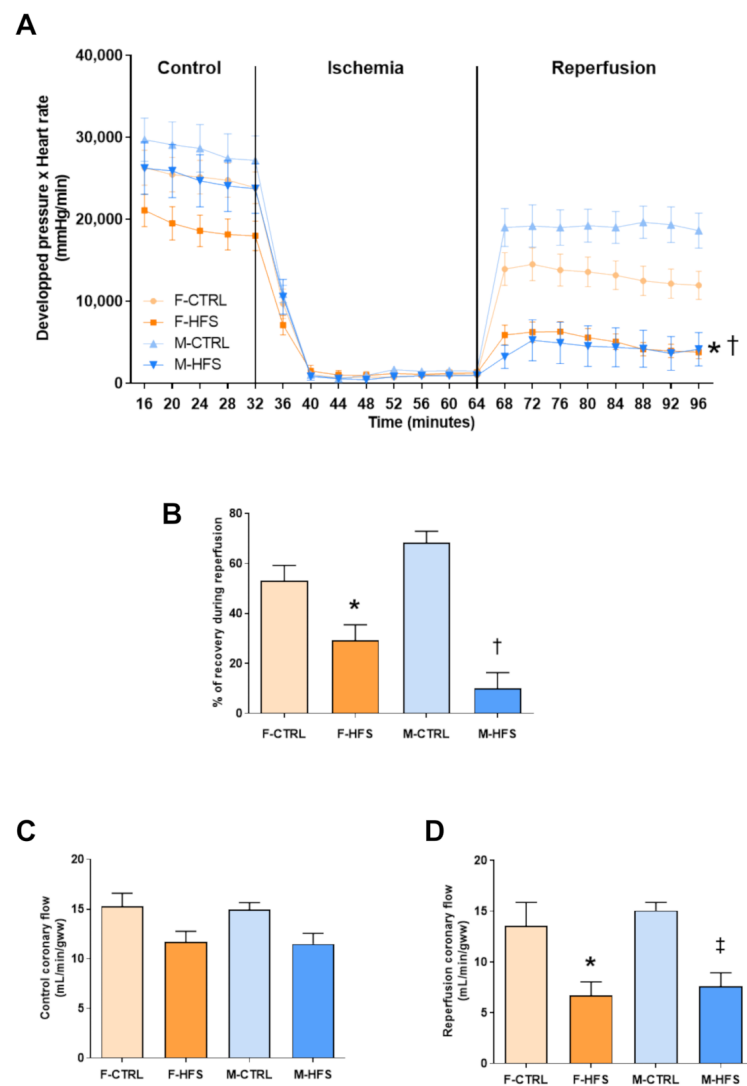 A
Control
Ischemia
Reperfusion
Developped pressure x Heart rate
(mmHg/min)
40,000
30,000
20,000
10,000
0
F-CTRL
F-HFS
M-CTRL
M-HFS
* †
16 20 24 28 32 36 40 44 48 52 56 60 64 68 72 76 80 84 88 92 96
Time (minutes)
B
% of recovery during reperfusion
80
60
40
20
0
*
†
F-CTRL F-HFS M-CTRL M-HFS
C
Control coronary flow
(mL/min/gww)
20
15
10
5
0
F-CTRL F-HFS M-CTRL M-HFS
D
Reperfusion coronary flow
(mL/min/gww)
20
15
10
5
0
*
‡
F-CTRL F-HFS M-CTRL M-HFS